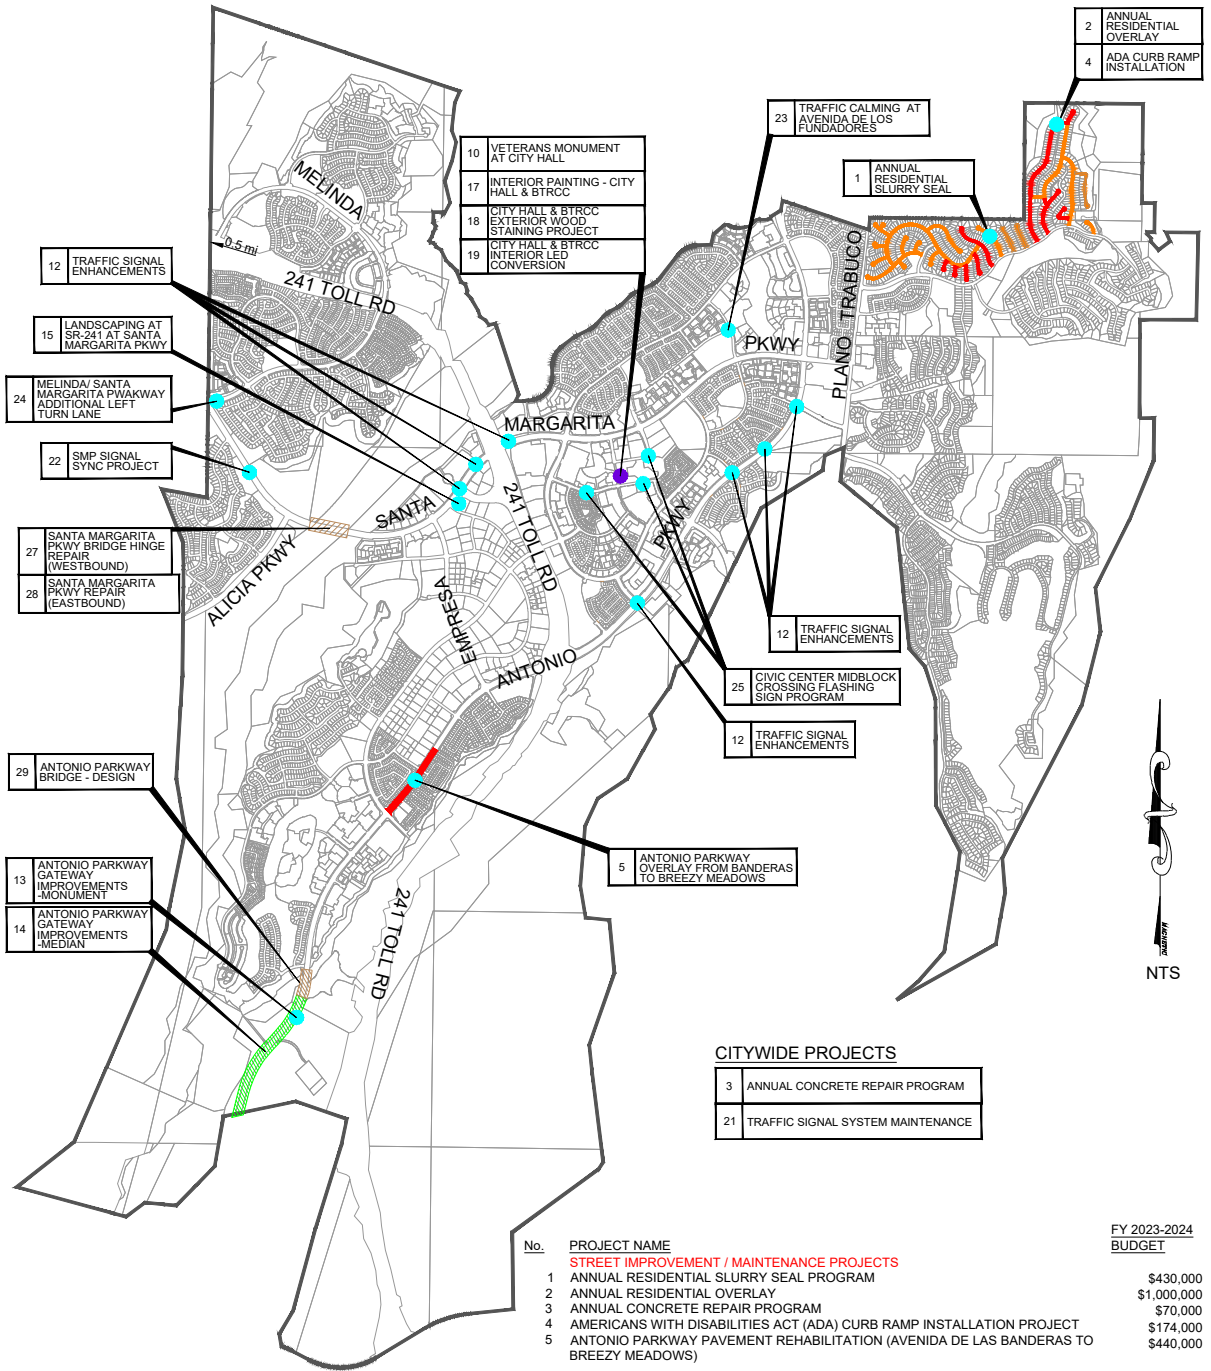 2
ANNUAL
RESIDENTIAL
OVERLAY
4
ADA CURB RAMP
INSTALLATION
23
TRAFFIC CALMING AT
AVENIDA DE LOS
FUNDADORES
10
VETERANS MONUMENT
AT CITY HALL
17
INTERIOR PAINTING - CITY
HALL & BTRCC
18
CITY HALL & BTRCC
EXTERIOR WOOD
STAINING PROJECT
19
CITY HALL & BTRCC
INTERIOR LED
CONVERSION
1
ANNUAL
RESIDENTIAL
SLURRY SEAL
MELINDA
0.5 mi
241 TOLL RD
12
TRAFFIC SIGNAL
ENHANCEMENTS
15
LANDSCAPING AT
SR-241 AT SANTA
MARGARITA PKWY
24
MELINDA/ SANTA
MARGARITA PWAKWAY
ADDITIONAL LEFT
TURN LANE
22
SMP SIGNAL
SYNC PROJECT
PLANO TRABUCO
PKWY
MARGARITA
SANTA
241 TOLL RD
PKWY
27
SANTA MARGARITA
PKWY BRIDGE HINGE
REPAIR
(WESTBOUND)
28
SANTA MARGARITA
PKWY REPAIR
(EASTBOUND)
ALICIA PKWY
EMPRESA
ANTONIO
12
TRAFFIC SIGNAL
ENHANCEMENTS
25
CIVIC CENTER MIDBLOCK
CROSSING FLASHING
SIGN PROGRAM
12
TRAFFIC SIGNAL
ENHANCEMENTS
29
ANTONIO PARKWAY
BRIDGE - DESIGN
5
ANTONIO PARKWAY
OVERLAY FROM BANDERAS
TO BREEZY MEADOWS
13
ANTONIO PARKWAY
GATEWAY
IMPROVEMENTS
-MONUMENT
14
ANTONIO PARKWAY
GATEWAY
IMPROVEMENTS
-MEDIAN
241 TOLL RD
MAGNETIC
NTS
CITYWIDE PROJECTS
3
ANNUAL CONCRETE REPAIR PROGRAM
21
TRAFFIC SIGNAL SYSTEM MAINTENANCE
No. PROJECT NAME FY 2023-2024 BUDGET
STREET IMPROVEMENT / MAINTENANCE PROJECTS
1 ANNUAL RESIDENTIAL SLURRY SEAL PROGRAM $430,000
2 ANNUAL RESIDENTIAL OVERLAY $1,000,000
3 ANNUAL CONCRETE REPAIR PROGRAM $70,000
4 AMERICANS WITH DISABILITIES ACT (ADA) CURB RAMP INSTALLATION PROJECT $174,000
5 ANTONIO PARKWAY PAVEMENT REHABILITATION (AVENIDA DE LAS BANDERAS TO $440,000
BREEZY MEADOWS)